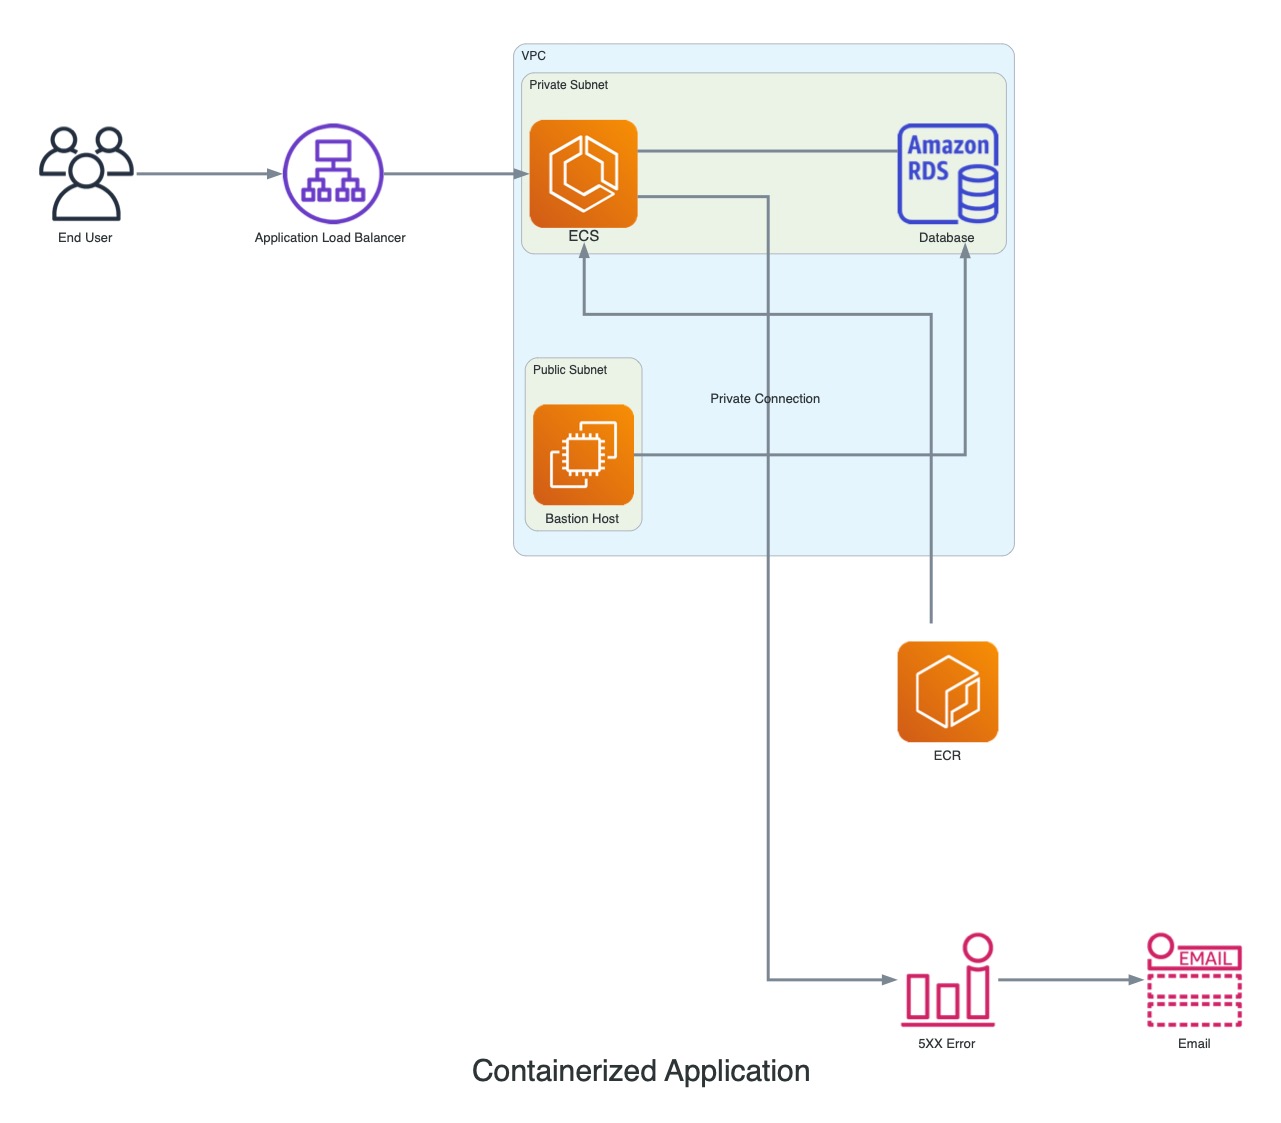 VPC
Private Subnet
Amazon
RDS
End User
Application Load Balancer
ECS
Database
Public Subnet
Private Connection
Bastion Host
ECR
EMAIL
5XX Error
Email
Containerized Application